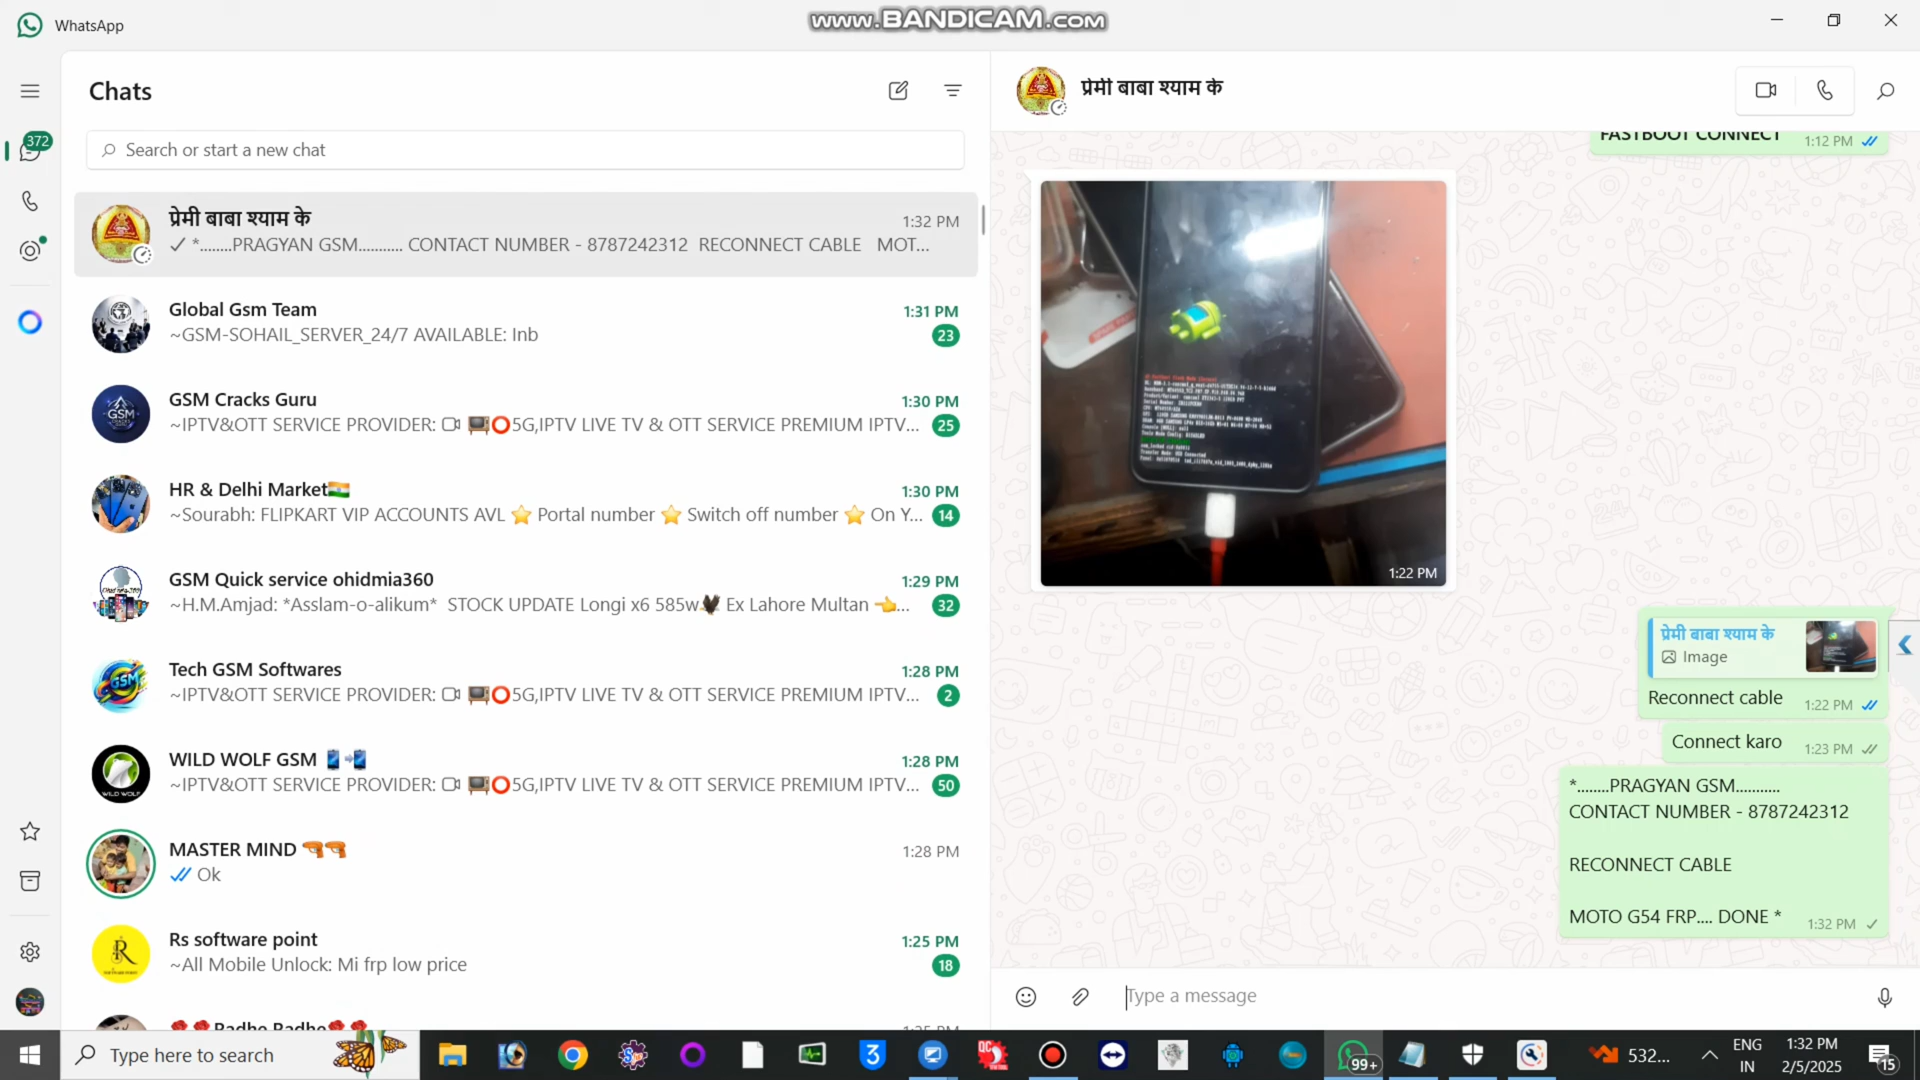 WhatsApp
www.BANDICAM.com
372
Chats
Search or start a new chat
प्रेमी बाबा श्याम के
1:32 PM
*........PRAGYAN GSM........... CONTACT NUMBER - 8787242312 RECONNECT CABLE MOT...
Global Gsm Team
1:31 PM
~GSM-SOHAIL_SERVER_24/7 AVAILABLE: Inb
23
GSM Cracks Guru
1:30 PM
~IPTV&OTT SERVICE PROVIDER: 5G,IPTV LIVE TV & OTT SERVICE PREMIUM IPTV...
25
HR & Delhi Market🇮🇳
1:30 PM
~Sourabh: FLIPKART VIP ACCOUNTS AVL ⭐ Portal number ⭐ Switch off number ⭐ On Y...
14
GSM Quick service ohidmia360
1:29 PM
~H.M.Amjad: *Asslam-o-alikum* STOCK UPDATE Longi x6 585w Ex Lahore Multan 👈...
32
Tech GSM Softwares
1:28 PM
~IPTV&OTT SERVICE PROVIDER: 5G,IPTV LIVE TV & OTT SERVICE PREMIUM IPTV...
2
WILD WOLF GSM 📱📲
1:28 PM
~IPTV&OTT SERVICE PROVIDER: 5G,IPTV LIVE TV & OTT SERVICE PREMIUM IPTV...
50
MASTER MIND 🔫🔫
1:28 PM
Ok
Rs software point
1:25 PM
~All Mobile Unlock: Mi frp low price
18
🌹🌹Radhe Radhe🌹🌹
1:25 PM
प्रेमी बाबा श्याम के
FASTBOOT CONNECT
1:12 PM
1:22 PM
प्रेमी बाबा श्याम के
Image
Reconnect cable
1:22 PM
Connect karo
1:23 PM
*........PRAGYAN GSM...........
CONTACT NUMBER - 8787242312
RECONNECT CABLE
MOTO G54 FRP.... DONE *
1:32 PM
Type a message
Type here to search
99+
532...
ENG
IN
1:32 PM
2/5/2025
15